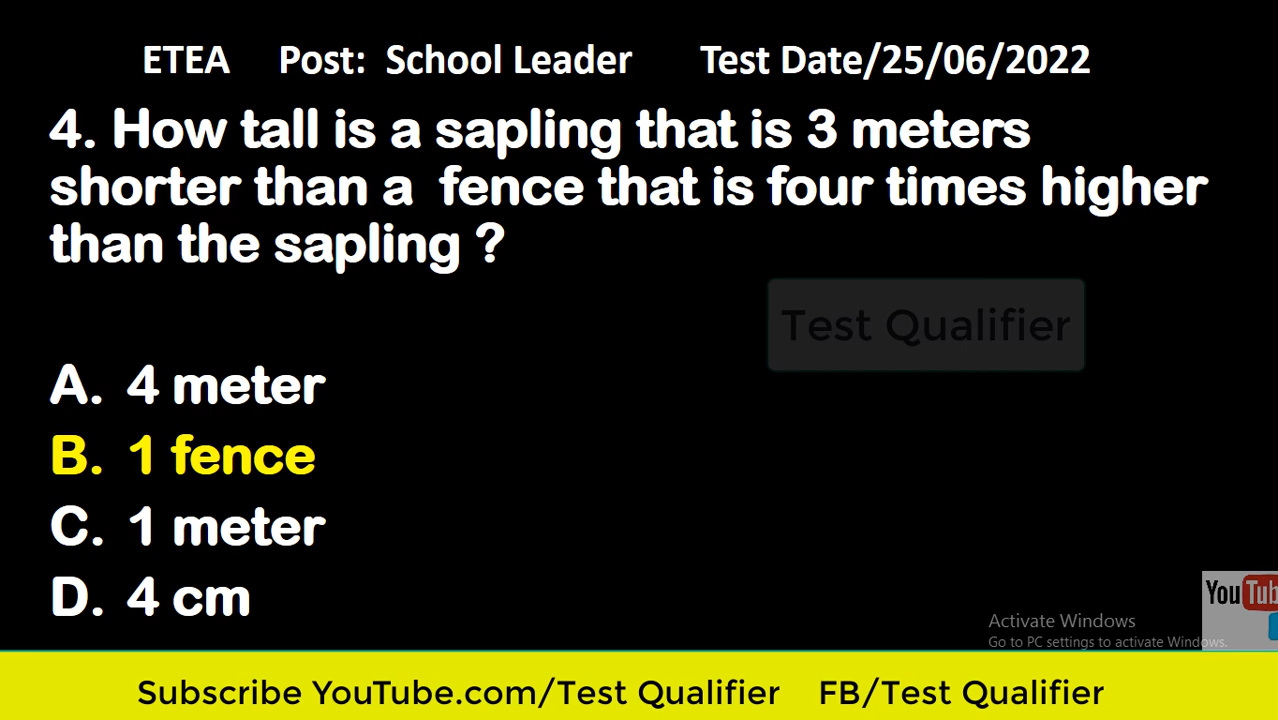 ETEA Post: School Leader Test Date/25/06/2022
4. How tall is a sapling that is 3 meters
shorter than a fence that is four times higher
than the sapling ?
Test Qualifier
A. 4 meter
B. 1 fence
C. 1 meter
D. 4 cm
YouTub
Activate Windows
Go to PC settings to activate Windows.
Subscribe YouTube.com/Test Qualifier FB/Test Qualifier